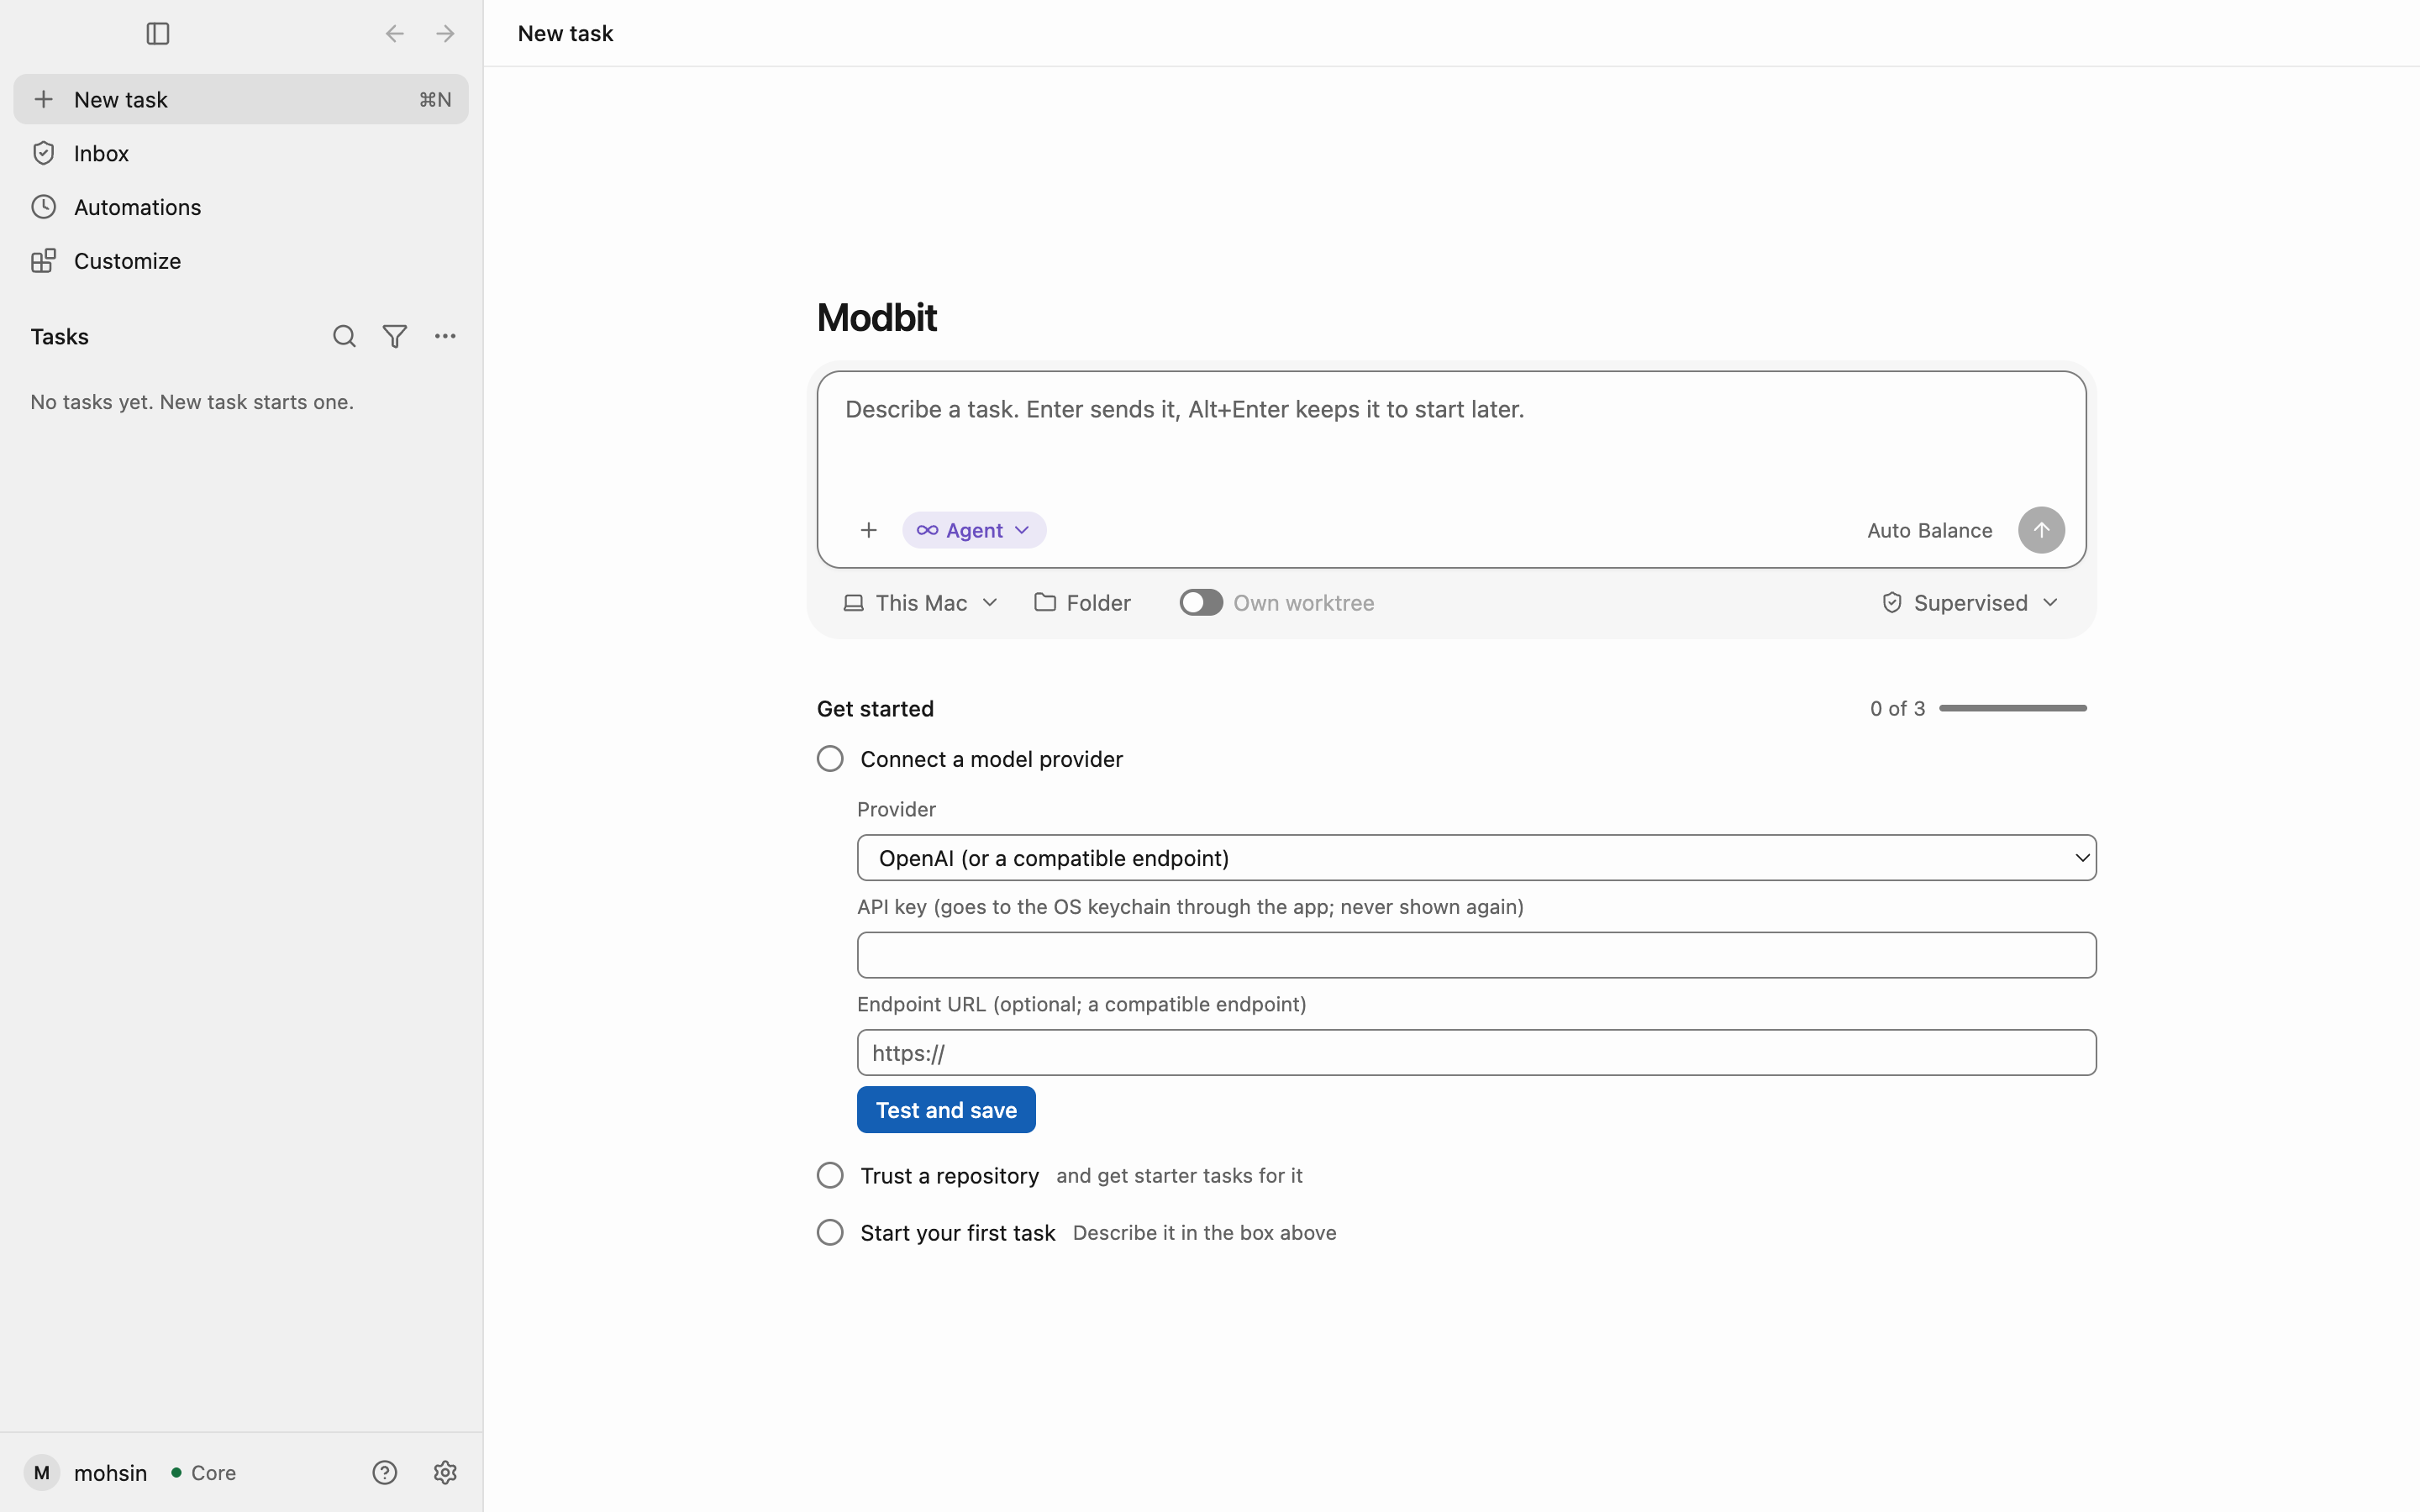 New task
New task ⌘N
Inbox
Automations
Customize
Tasks
No tasks yet. New task starts one.
Modbit
Describe a task. Enter sends it, Alt+Enter keeps it to start later.
Agent
Auto Balance
This Mac
Folder
Own worktree
Supervised
Get started
0 of 3
Connect a model provider
Provider
OpenAI (or a compatible endpoint)
API key (goes to the OS keychain through the app; never shown again)
Endpoint URL (optional; a compatible endpoint)
https://
Test and save
Trust a repository and get starter tasks for it
Start your first task Describe it in the box above
M mohsin Core